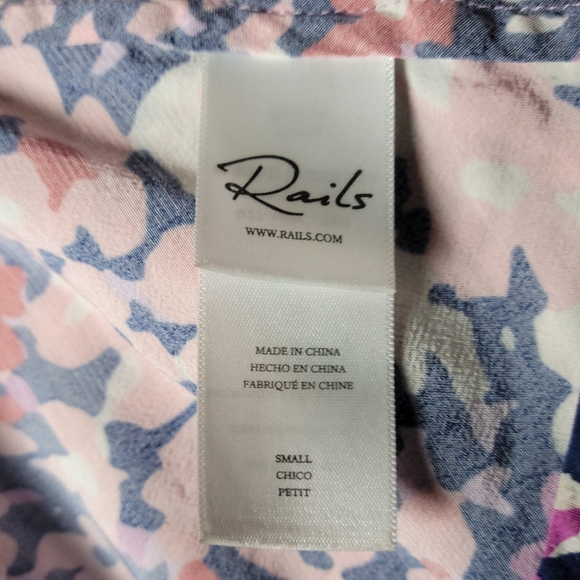 Rails
WWW.RAILS.COM
MADE IN CHINA
HECHO EN CHINA
FABRIQUÉ EN CHINE
SMALL
CHICO
PETIT